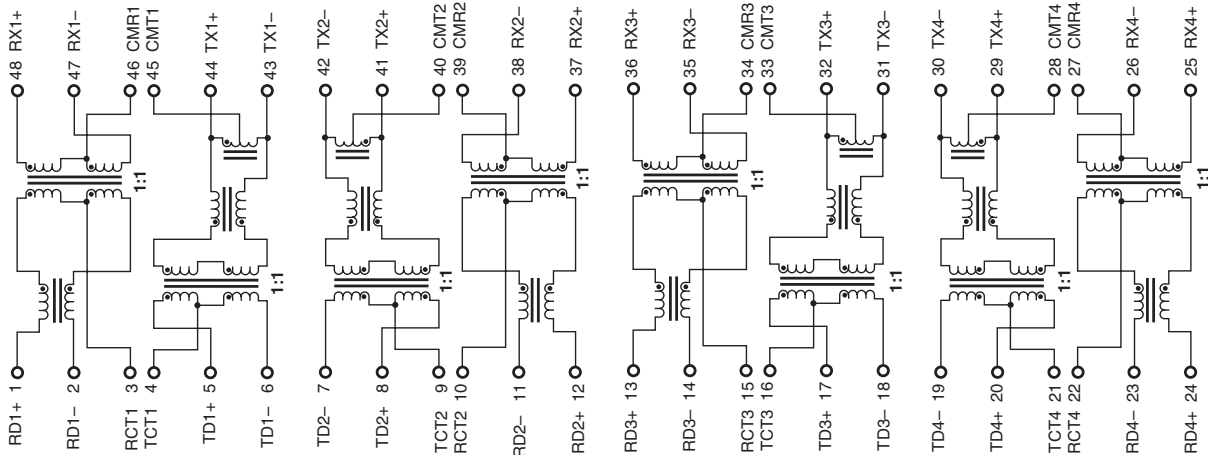 48 RX1+
47 RX1–
46 CMR1
45 CMT1
44 TX1+
43 TX1–
42 TX2–
41 TX2+
40 CMT2
39 CMR2
38 RX2–
37 RX2+
36 RX3+
35 RX3–
34 CMR3
33 CMT3
32 TX3+
31 TX3–
30 TX4–
29 TX4+
28 CMT4
27 CMR4
26 RX4–
25 RX4+
1:1
1:1
1:1
1:1
1:1
1:1
1:1
1:1
RD1+ 1
RD1– 2
RCT1 3
TCT1 4
TD1+ 5
TD1– 6
TD2– 7
TD2+ 8
TCT2 9
RCT2 10
RD2– 11
RD2+ 12
RD3+ 13
RD3– 14
RCT3 15
TCT3 16
TD3+ 17
TD3– 18
TD4– 19
TD4+ 20
TCT4 21
RCT4 22
RD4– 23
RD4+ 24